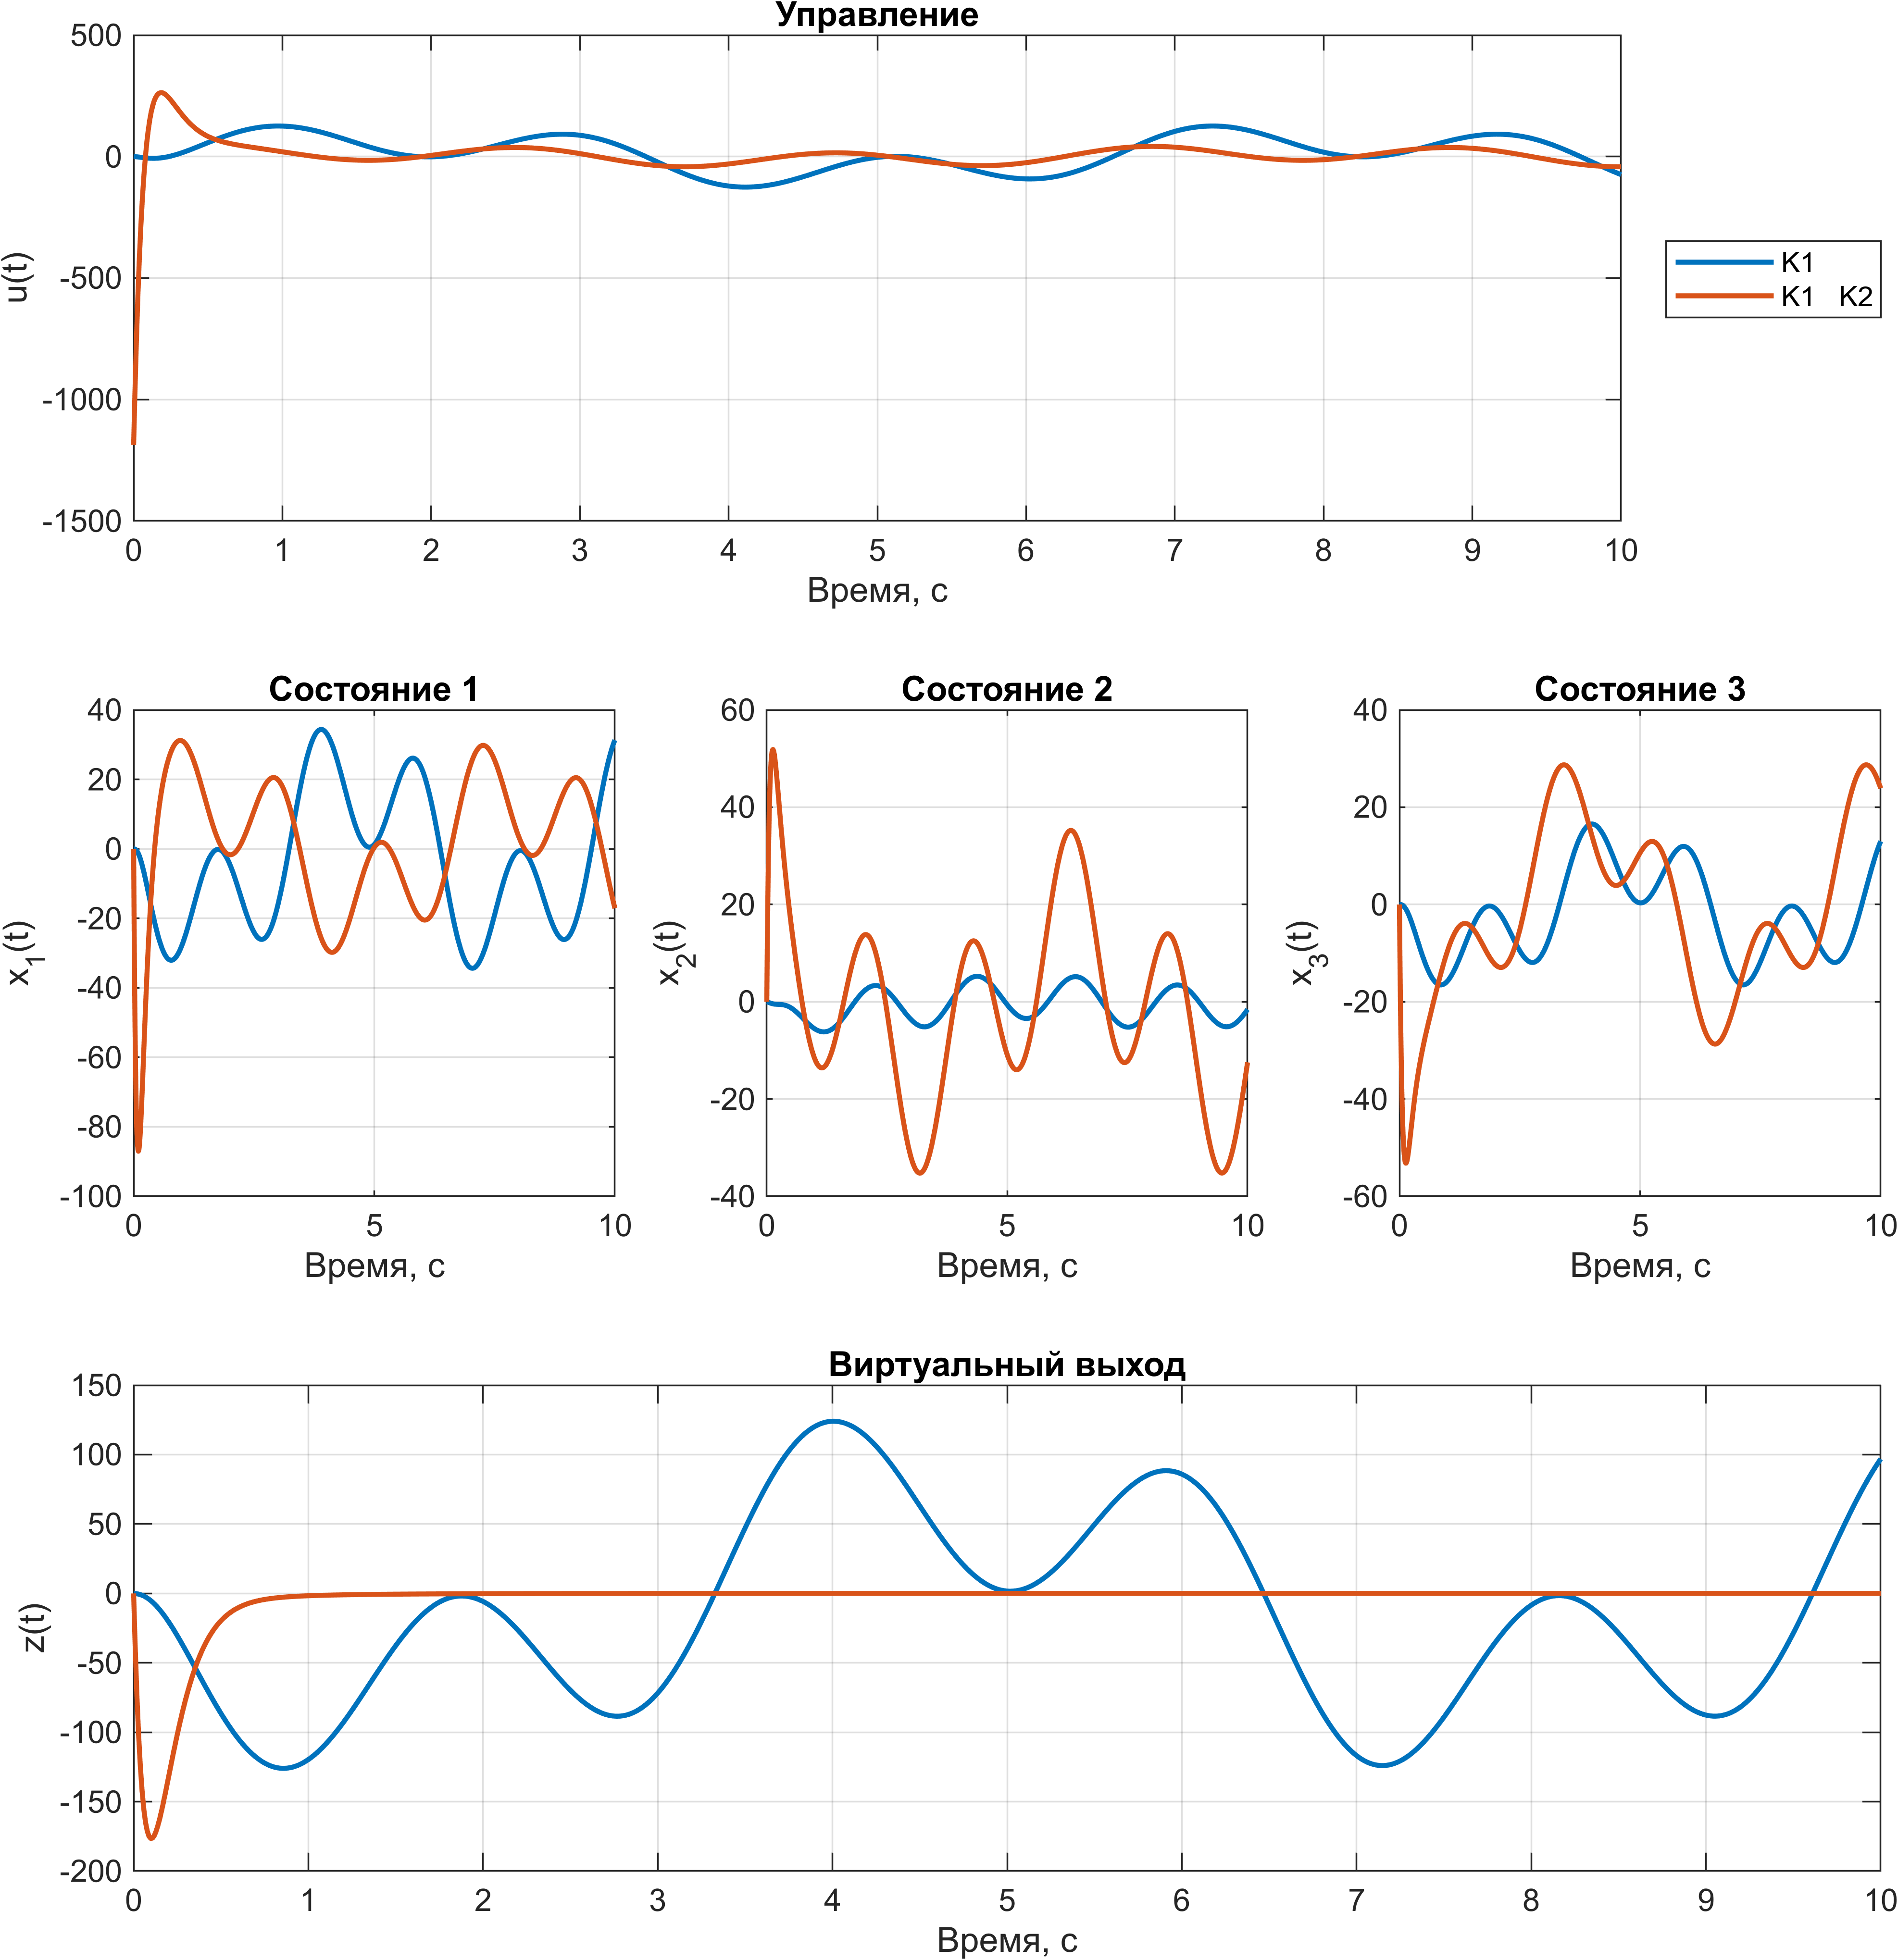 Управление
500
0
-500
-1000
-1500
u(t)
0 1 2 3 4 5 6 7 8 9 10
Время, с
K1
K1 K2
Состояние 1
40
20
0
-20
-40
-60
-80
-100
x1(t)
0 5 10
Время, с
Состояние 2
60
40
20
0
-20
-40
x2(t)
0 5 10
Время, с
Состояние 3
40
20
0
-20
-40
-60
x3(t)
0 5 10
Время, с
Виртуальный выход
150
100
50
0
-50
-100
-150
-200
z(t)
0 1 2 3 4 5 6 7 8 9 10
Время, с